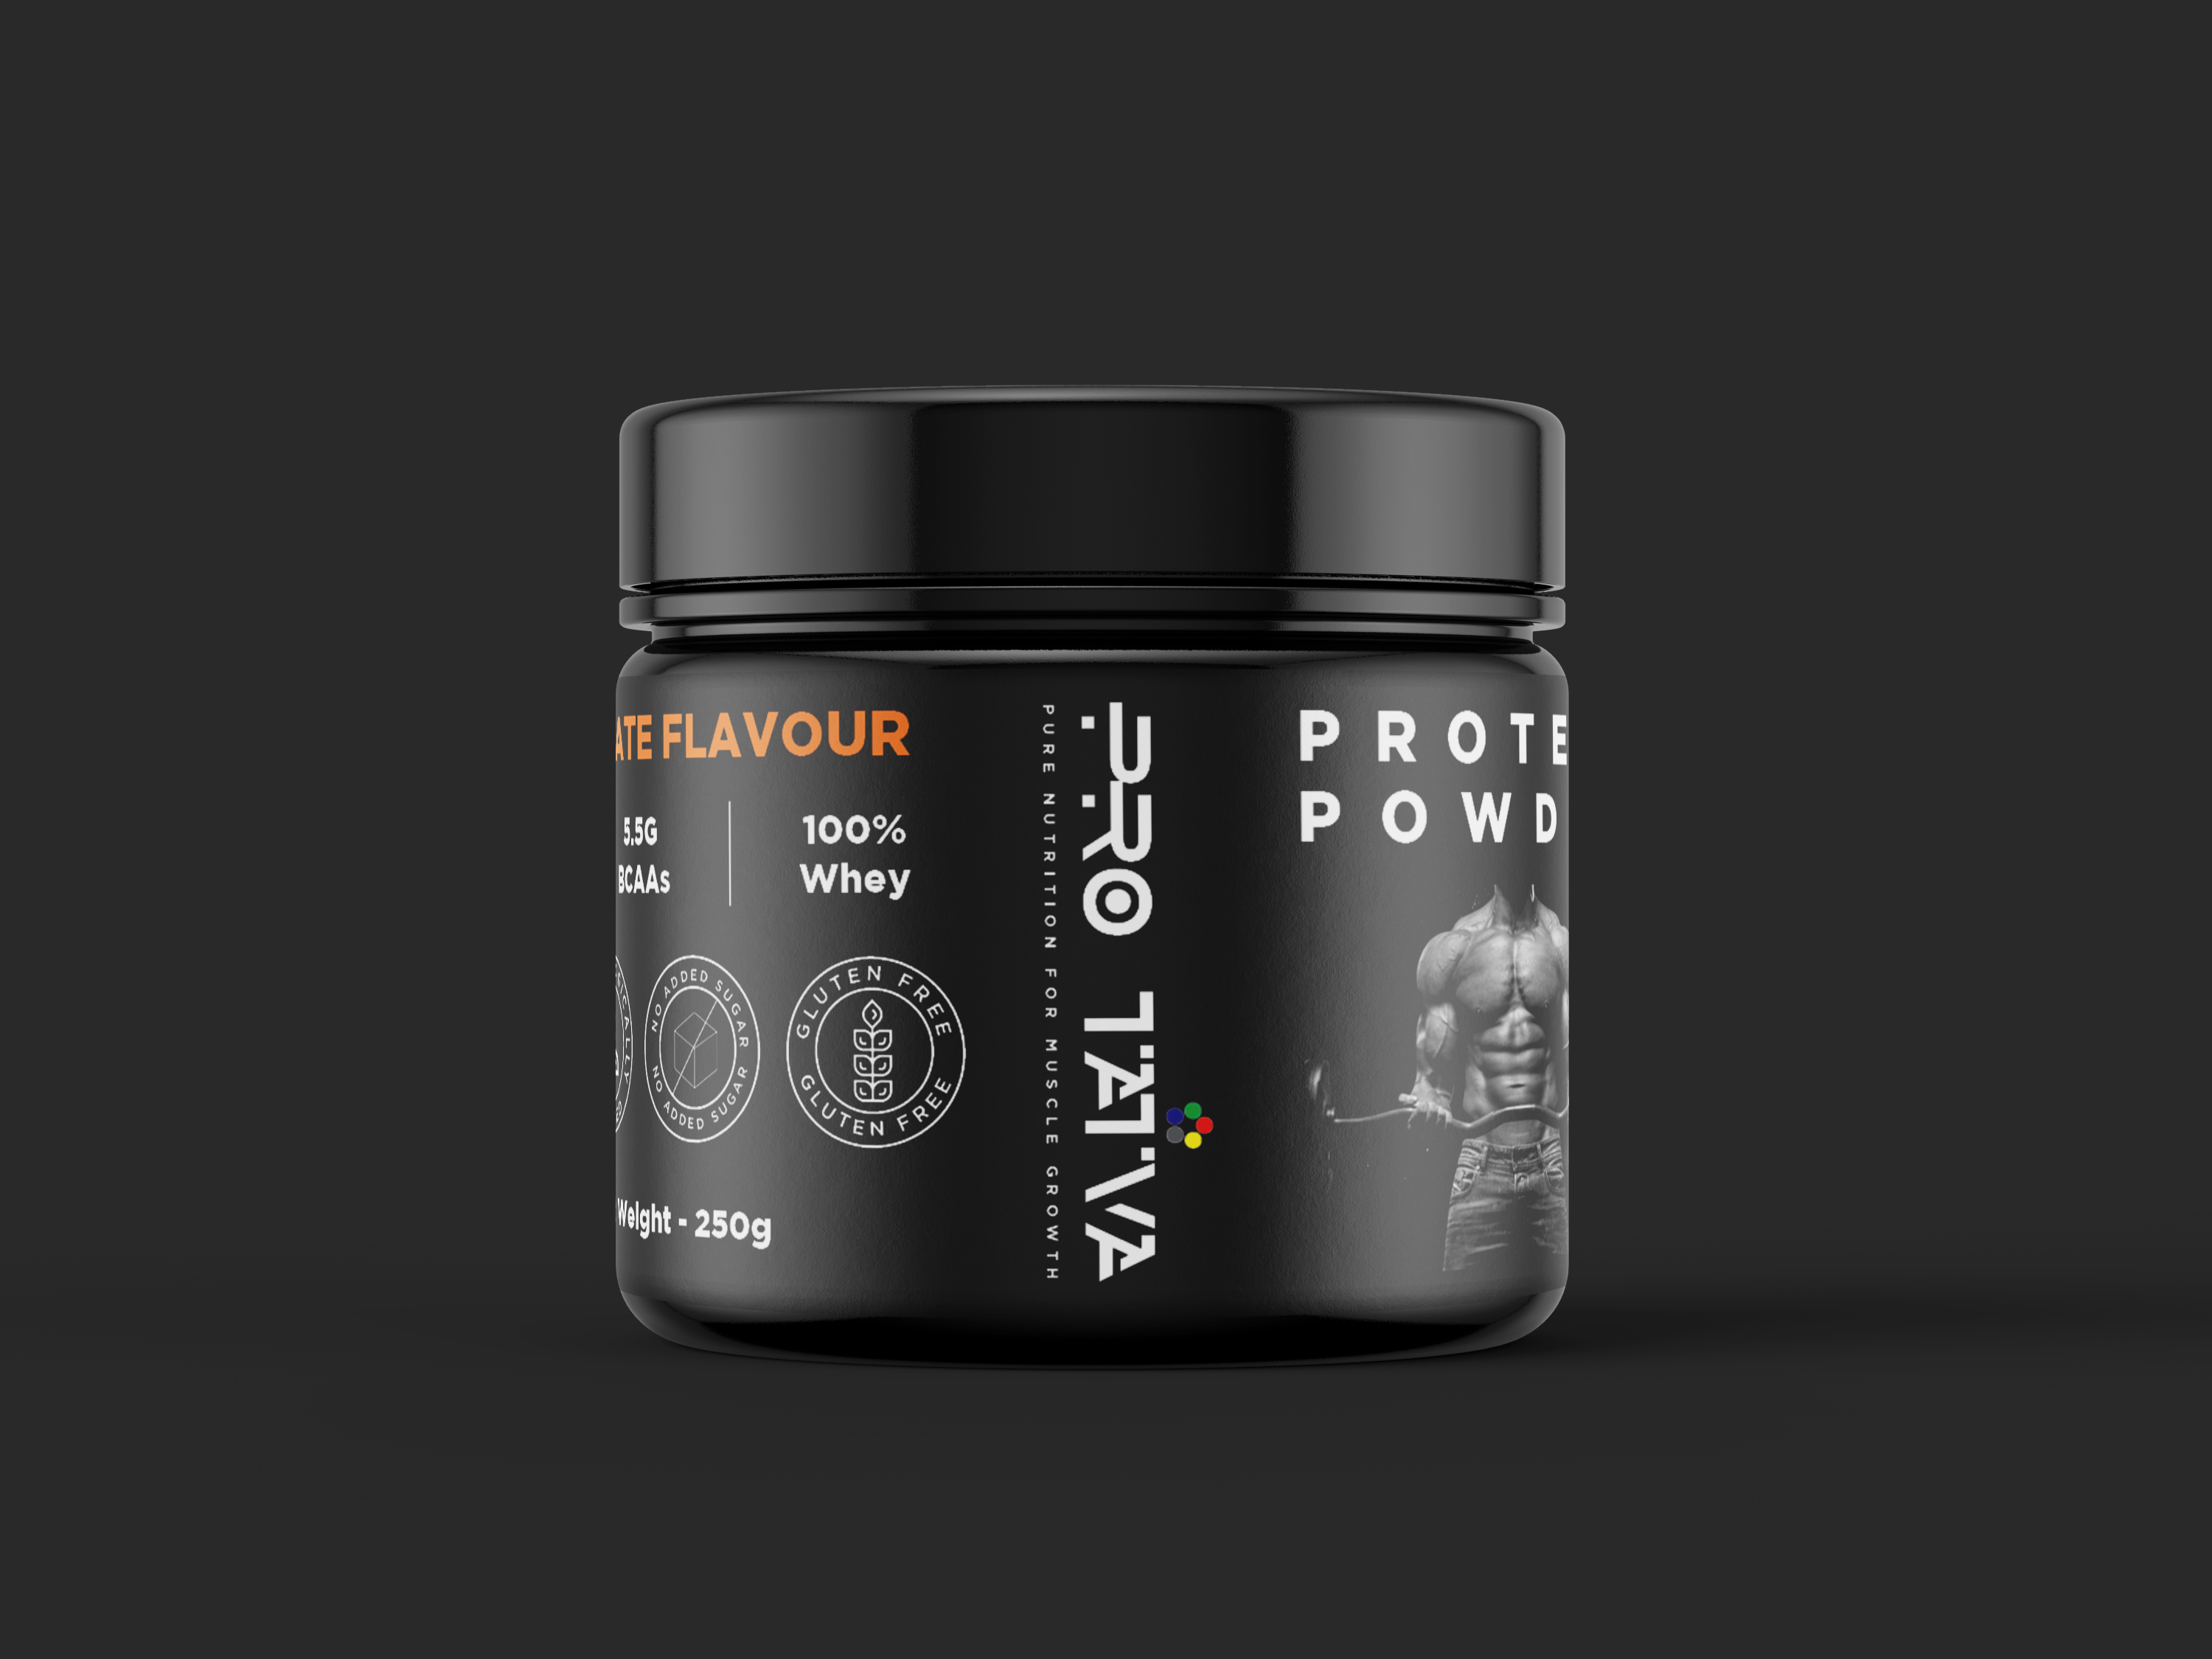 ATE FLAVOUR
5.5G
BCAAs
100%
Whey
NO ADDED SUGAR
NO ADDED SUGAR
GLUTEN FREE
GLUTEN FREE
Weight - 250g
PRO TATVA
PURE NUTRITION FOR MUSCLE GROWTH
PROTE
POWD